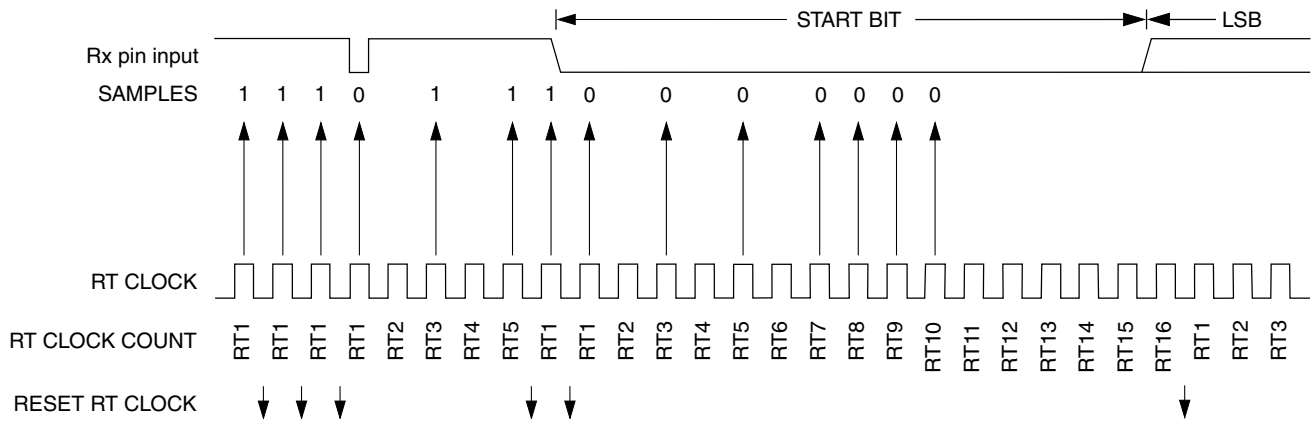 START BIT LSB
Rx pin input
SAMPLES 1 1 1 0 1 1 1 0 0 0 0 0 0 0
RT CLOCK
RT CLOCK COUNT RT1 RT1 RT1 RT1 RT2 RT3 RT4 RT5 RT1 RT1 RT2 RT3 RT4 RT5 RT6 RT7 RT8 RT9 RT10 RT11 RT12 RT13 RT14 RT15 RT16 RT1 RT2 RT3
RESET RT CLOCK